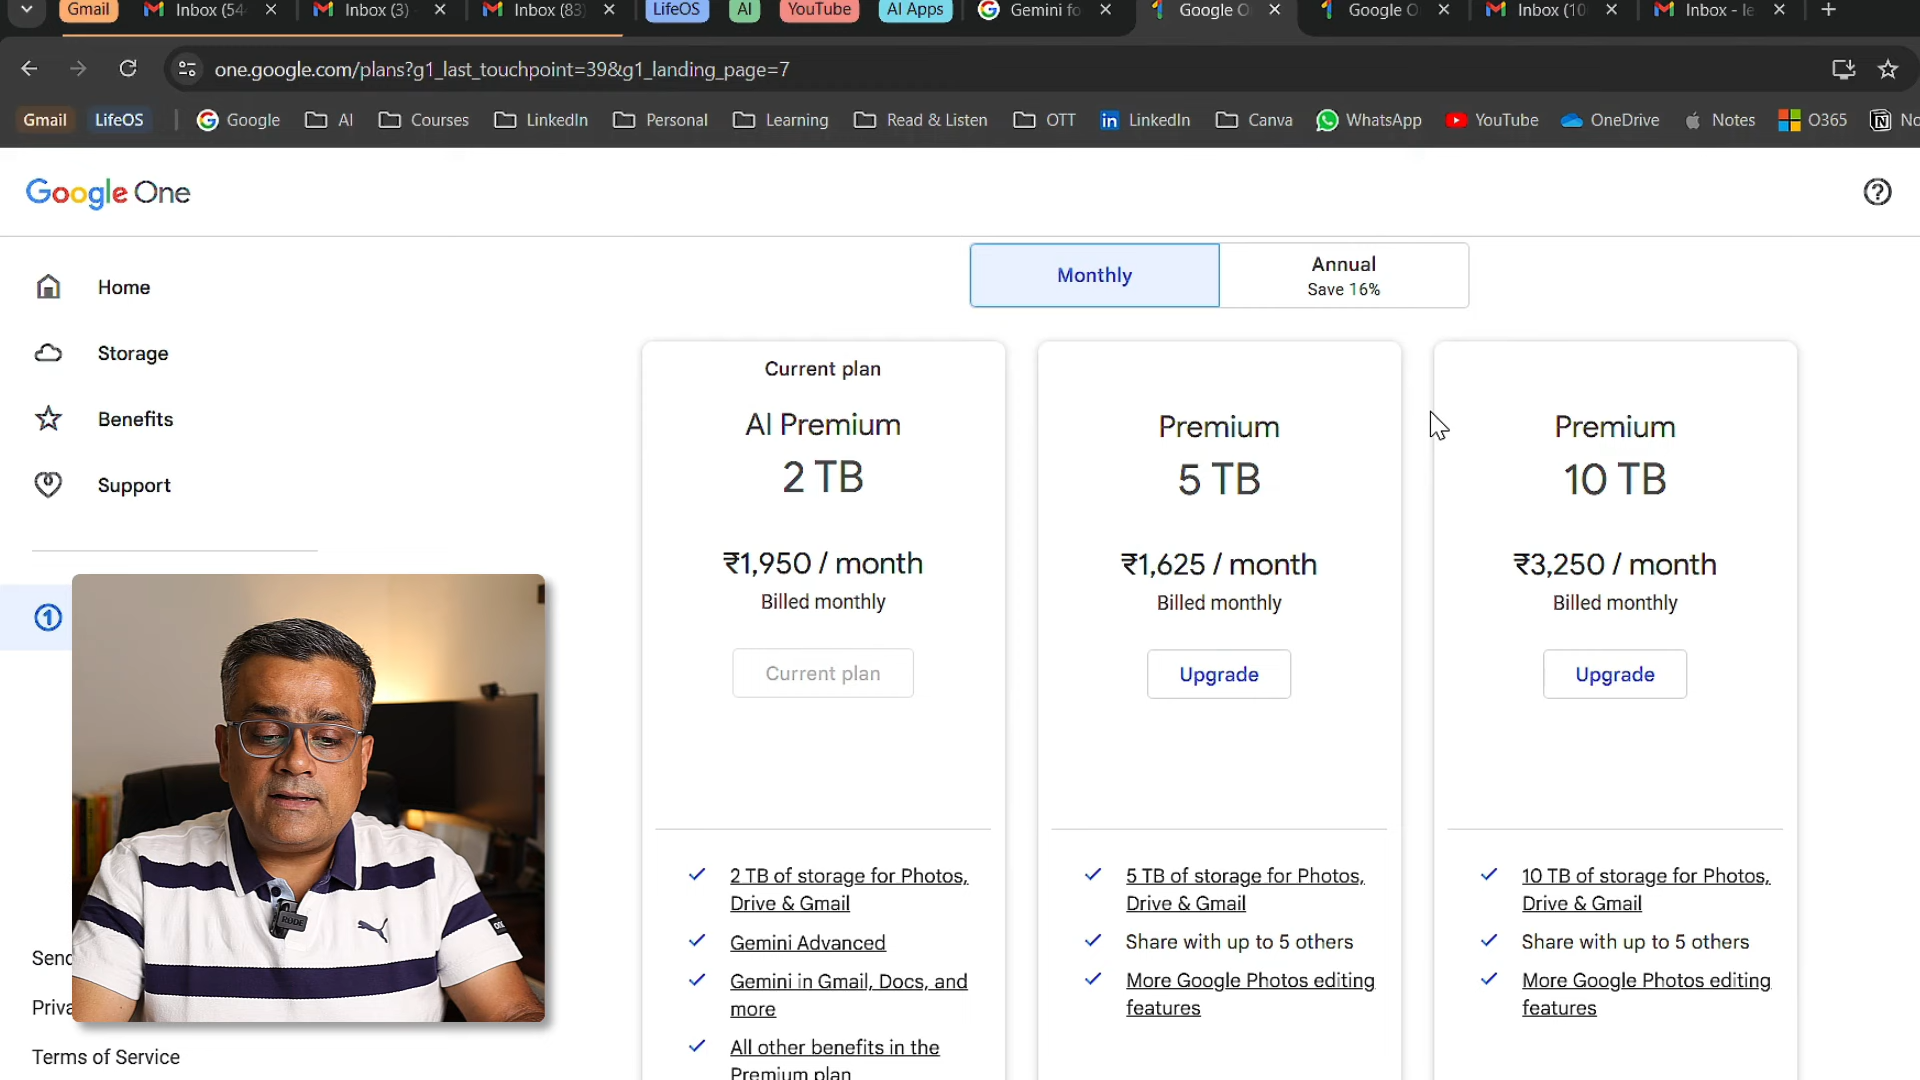 Gmail
Inbox (54
Inbox (3)
Inbox (83)
LifeOS
AI
YouTube
AI Apps
Gemini fo
Google O
Google O
Inbox (10
Inbox - le
one.google.com/plans?g1_last_touchpoint=39&g1_landing_page=7
Gmail
LifeOS
Google
AI
Courses
LinkedIn
Personal
Learning
Read & Listen
OTT
LinkedIn
Canva
WhatsApp
YouTube
OneDrive
Notes
O365
No
Google One
Monthly
Annual
Save 16%
Home
Storage
Benefits
Support
Current plan
AI Premium
2 TB
₹1,950 / month
Billed monthly
Current plan
2 TB of storage for Photos,
Drive & Gmail
Gemini Advanced
Gemini in Gmail, Docs, and
more
All other benefits in the
Premium plan
Premium
5 TB
₹1,625 / month
Billed monthly
Upgrade
5 TB of storage for Photos,
Drive & Gmail
Share with up to 5 others
More Google Photos editing
features
Premium
10 TB
₹3,250 / month
Billed monthly
Upgrade
10 TB of storage for Photos,
Drive & Gmail
Share with up to 5 others
More Google Photos editing
features
Send
Priva
Terms of Service
RODE